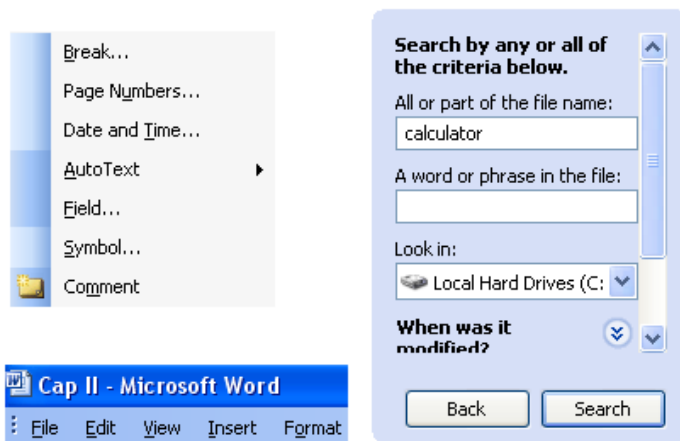 Break...
Page Numbers...
Date and Time...
AutoText
Field...
Symbol...
Comment
Cap II - Microsoft Word
File Edit View Insert Format
Search by any or all of
the criteria below.
All or part of the file name:
calculator
A word or phrase in the file:
Look in:
Local Hard Drives (C:
When was it
modified?
Back Search